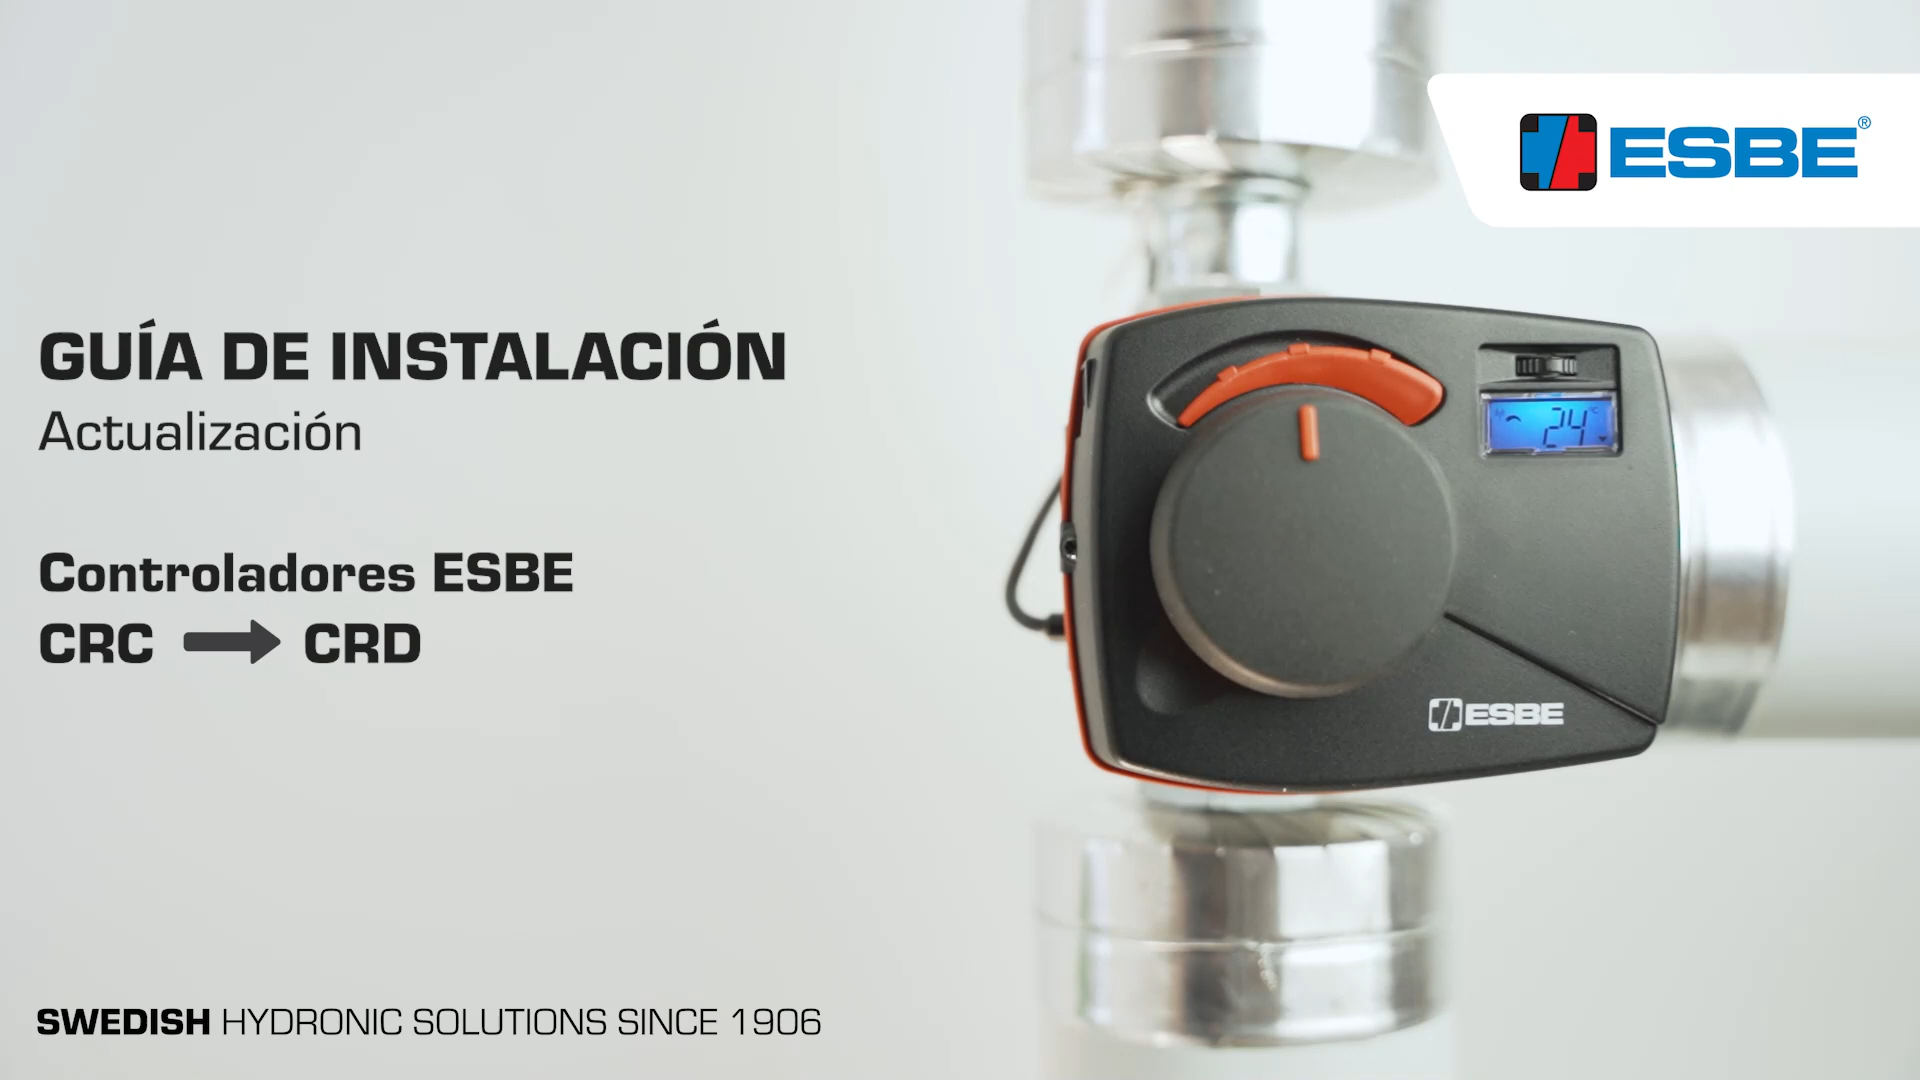 ESBE®
GUÍA DE INSTALACIÓN
Actualización
24 °C
Controladores ESBE
CRC CRD
ESBE
SWEDISH HYDRONIC SOLUTIONS SINCE 1906